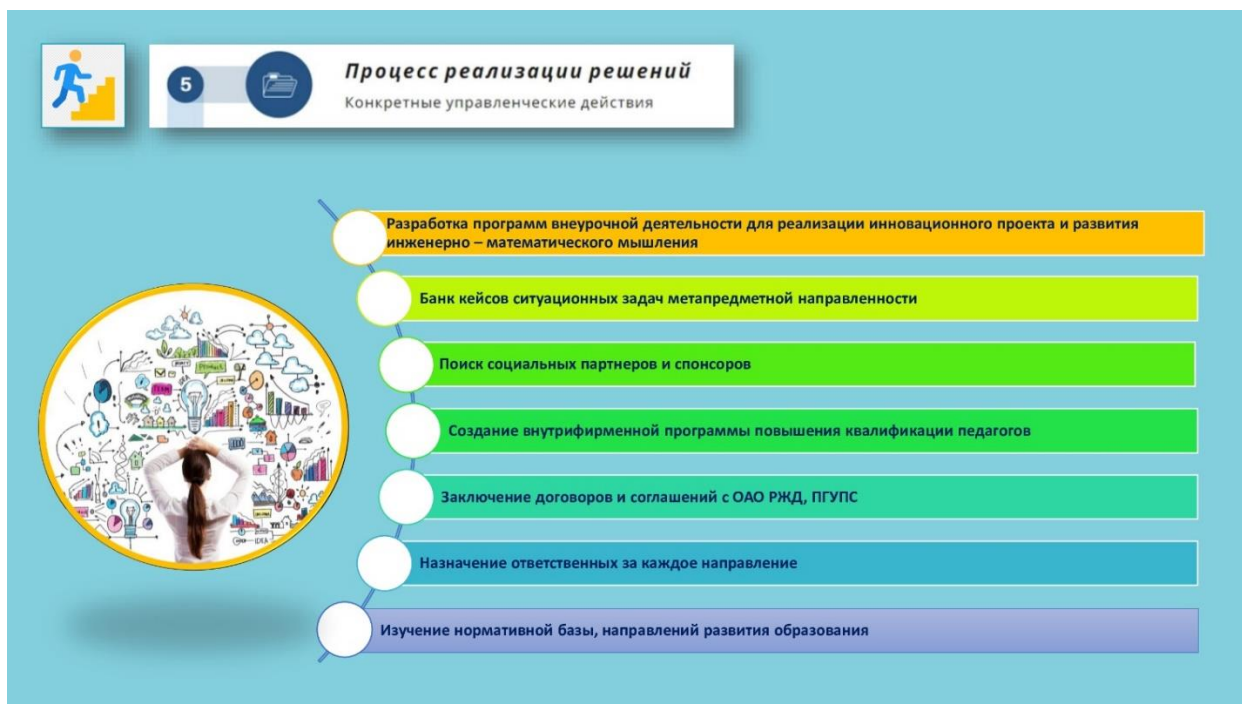 5
Процесс реализации решений
Конкретные управленческие действия
Разработка программ внеурочной деятельности для реализации инновационного проекта и развития
инженерно – математического мышления
Банк кейсов ситуационных задач метапредметной направленности
Поиск социальных партнеров и спонсоров
Создание внутрифирменной программы повышения квалификации педагогов
Заключение договоров и соглашений с ОАО РЖД, ПГУПС
Назначение ответственных за каждое направление
Изучение нормативной базы, направлений развития образования
TEAM
IDEA